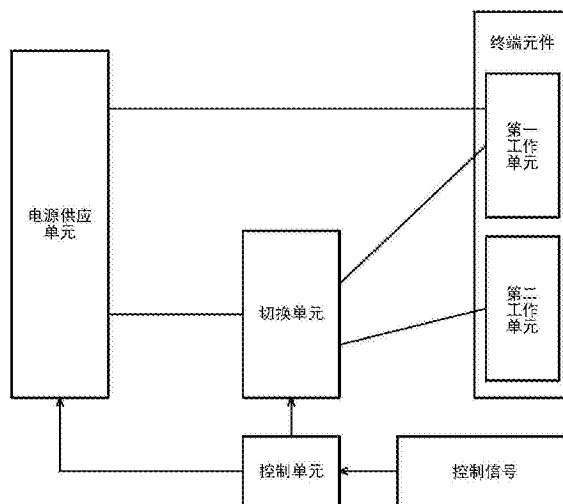 终端元件
第一
工作
单元
电源供应
单元
第二
工作
单元
切换单元
控制单元
控制信号